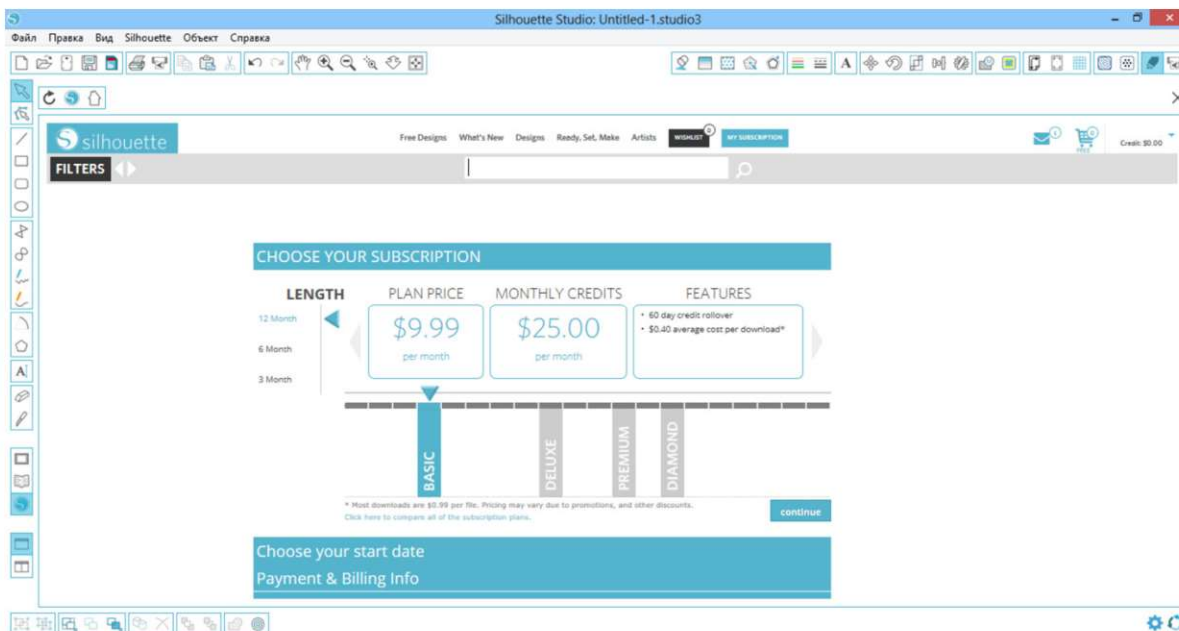 Silhouette Studio: Untitled-1.studio3
Файл Правка Вид Silhouette Объект Справка
A
silhouette
Free Designs What's New Designs Ready, Set, Make Artists WISHLIST 0 MY SUBSCRIPTION
0
FREE
Credit: $0.00
FILTERS
A
CHOOSE YOUR SUBSCRIPTION
LENGTH PLAN PRICE MONTHLY CREDITS FEATURES
12 Month
6 Month
3 Month
$9.99
per month
$25.00
per month
• 60 day credit rollover
• $0.40 average cost per download*
BASIC
DELUXE
PREMIUM
DIAMOND
* Most downloads are $0.99 per file. Pricing may vary due to promotions, and other discounts.
Click here to compare all of the subscription plans.
continue
Choose your start date
Payment & Billing Info